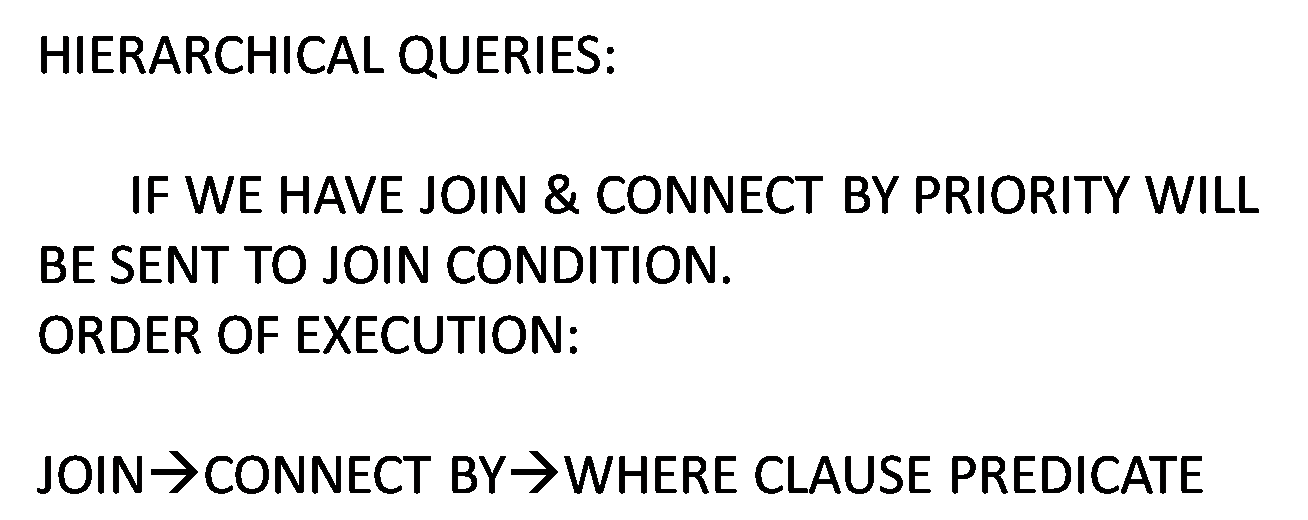 HIERARCHICAL QUERIES:
IF WE HAVE JOIN & CONNECT BY PRIORITY WILL
BE SENT TO JOIN CONDITION.
ORDER OF EXECUTION:
JOIN→CONNECT BY→WHERE CLAUSE PREDICATE